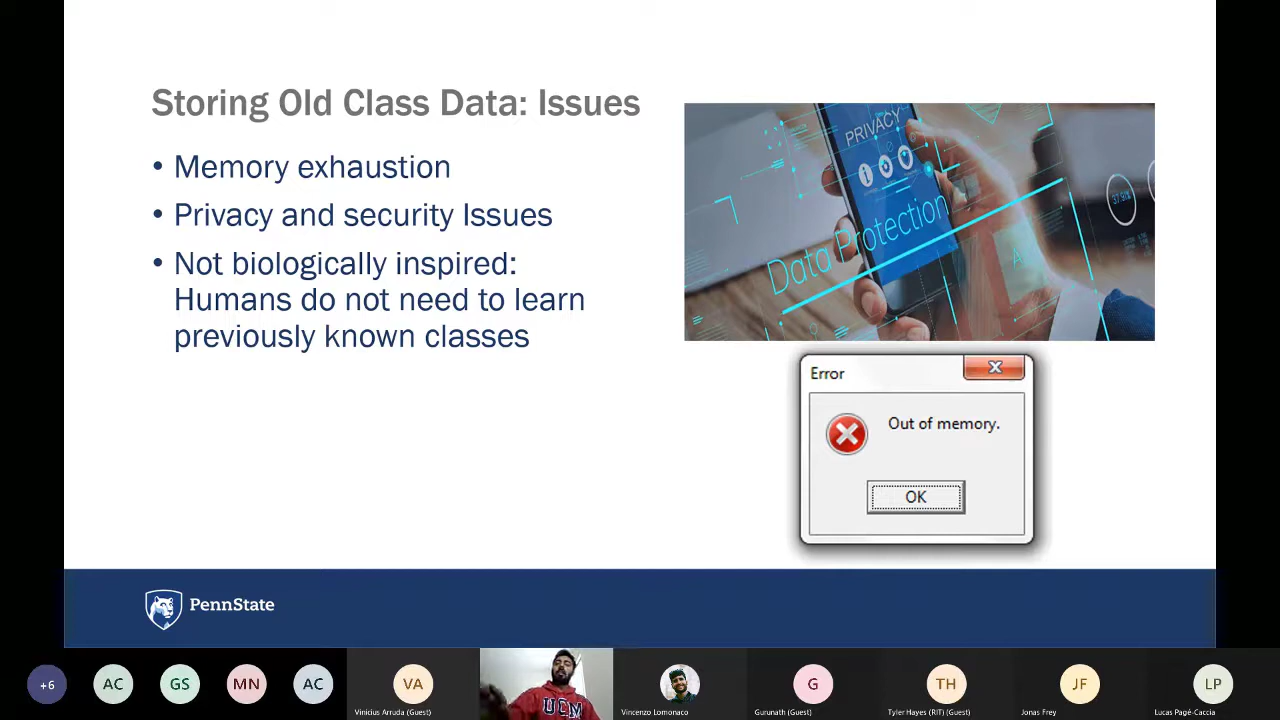 Storing Old Class Data: Issues
• Memory exhaustion
• Privacy and security Issues
• Not biologically inspired:
Humans do not need to learn
previously known classes
PRIVACY
Data Protection
A
Error
Out of memory.
OK
PennState
+6
AC
GS
MN
AC
VA
Vinicius Arruda (Guest)
UCM
Vincenzo Lomonaco
G
Gurunath (Guest)
TH
Tyler Hayes (RIT) (Guest)
JF
Jonas Frey
LP
Lucas Pagé-Caccia